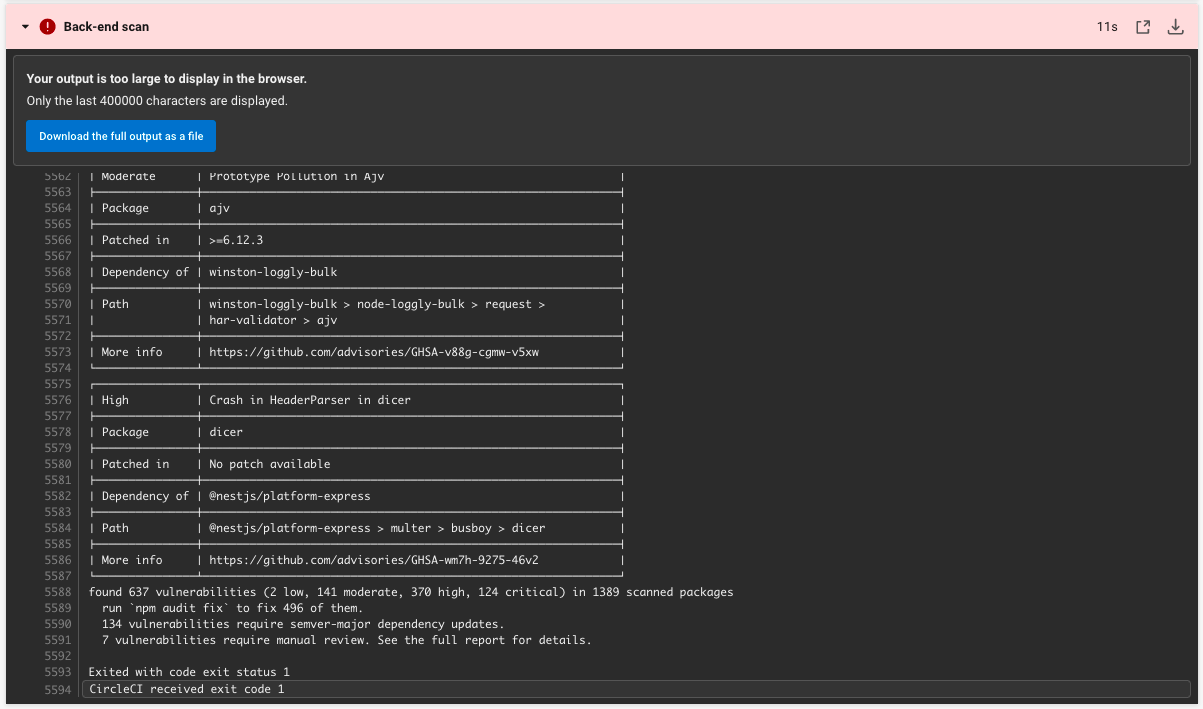 Back-end scan 11s
Your output is too large to display in the browser.
Only the last 400000 characters are displayed.
Download the full output as a file
5562 | Moderate | Prototype Pollution in Ajv |
5563
5564 | Package | ajv |
5565
5566 | Patched in | >=6.12.3 |
5567
5568 | Dependency of | winston-loggly-bulk |
5569
5570 | Path | winston-loggly-bulk > node-loggly-bulk > request > |
5571 | | har-validator > ajv |
5572
5573 | More info | https://github.com/advisories/GHSA-v88g-cgmw-v5xw |
5574
5575
5576 | High | Crash in HeaderParser in dicer |
5577
5578 | Package | dicer |
5579
5580 | Patched in | No patch available |
5581
5582 | Dependency of | @nestjs/platform-express |
5583
5584 | Path | @nestjs/platform-express > multer > busboy > dicer |
5585
5586 | More info | https://github.com/advisories/GHSA-wm7h-9275-46v2 |
5587
5588 found 637 vulnerabilities (2 low, 141 moderate, 370 high, 124 critical) in 1389 scanned packages
5589 run `npm audit fix` to fix 496 of them.
5590 134 vulnerabilities require semver-major dependency updates.
5591 7 vulnerabilities require manual review. See the full report for details.
5592
5593 Exited with code exit status 1
5594 CircleCI received exit code 1